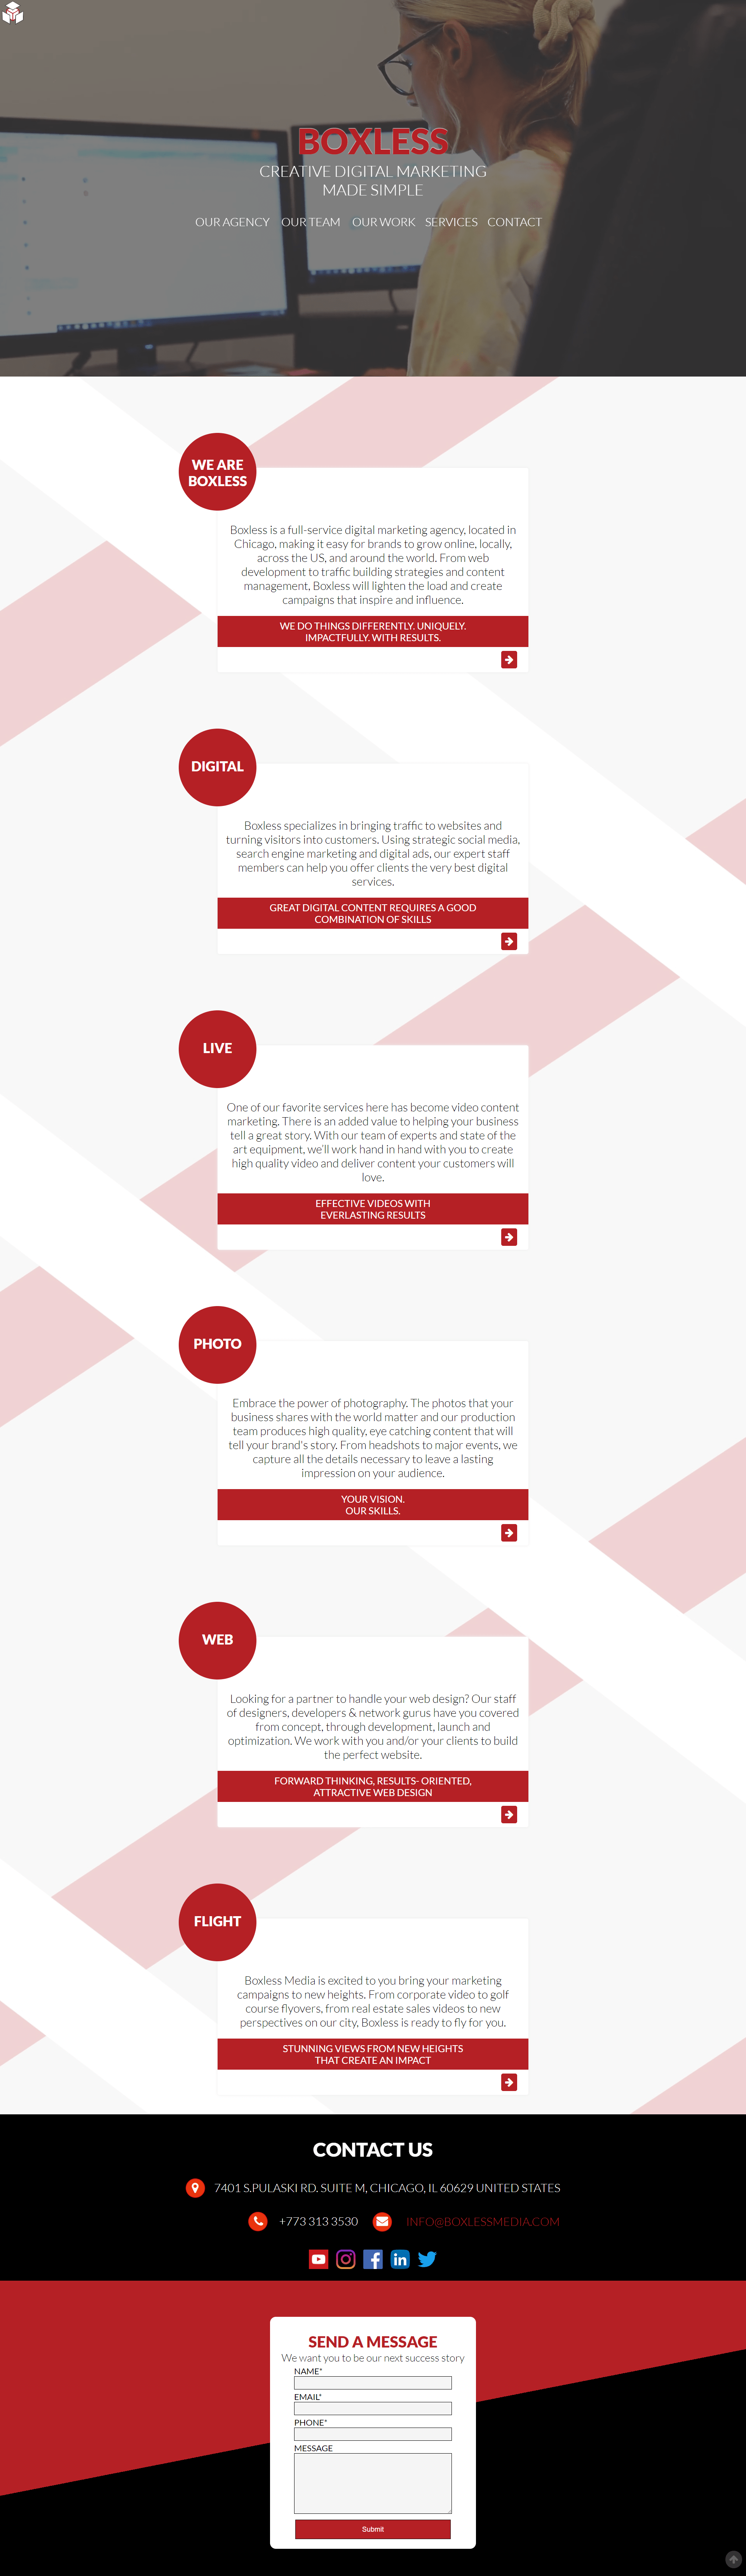 BOXLESS
CREATIVE DIGITAL MARKETING
MADE SIMPLE
OUR AGENCY OUR TEAM OUR WORK SERVICES CONTACT
WE ARE
BOXLESS
Boxless is a full-service digital marketing agency, located in
Chicago, making it easy for brands to grow online, locally,
across the US, and around the world. From web
development to traffic building strategies and content
management, Boxless will lighten the load and create
campaigns that inspire and influence.
WE DO THINGS DIFFERENTLY. UNIQUELY.
IMPACTFULLY. WITH RESULTS.
DIGITAL
Boxless specializes in bringing traffic to websites and
turning visitors into customers. Using strategic social media,
search engine marketing and digital ads, our expert staff
members can help you offer clients the very best digital
services.
GREAT DIGITAL CONTENT REQUIRES A GOOD
COMBINATION OF SKILLS
LIVE
One of our favorite services here has become video content
marketing. There is an added value to helping your business
tell a great story. With our team of experts and state of the
art equipment, we'll work hand in hand with you to create
high quality video and deliver content your customers will
love.
EFFECTIVE VIDEOS WITH
EVERLASTING RESULTS
PHOTO
Embrace the power of photography. The photos that your
business shares with the world matter and our production
team produces high quality, eye catching content that will
tell your brand's story. From headshots to major events, we
capture all the details necessary to leave a lasting
impression on your audience.
YOUR VISION.
OUR SKILLS.
WEB
Looking for a partner to handle your web design? Our staff
of designers, developers & network gurus have you covered
from concept, through development, launch and
optimization. We work with you and/or your clients to build
the perfect website.
FORWARD THINKING, RESULTS- ORIENTED,
ATTRACTIVE WEB DESIGN
FLIGHT
Boxless Media is excited to you bring your marketing
campaigns to new heights. From corporate video to golf
course flyovers, from real estate sales videos to new
perspectives on our city, Boxless is ready to fly for you.
STUNNING VIEWS FROM NEW HEIGHTS
THAT CREATE AN IMPACT
CONTACT US
7401 S.PULASKI RD. SUITE M, CHICAGO, IL 60629 UNITED STATES
+773 313 3530 INFO@BOXLESSMEDIA.COM
SEND A MESSAGE
We want you to be our next success story
NAME*
EMAIL*
PHONE*
MESSAGE
Submit